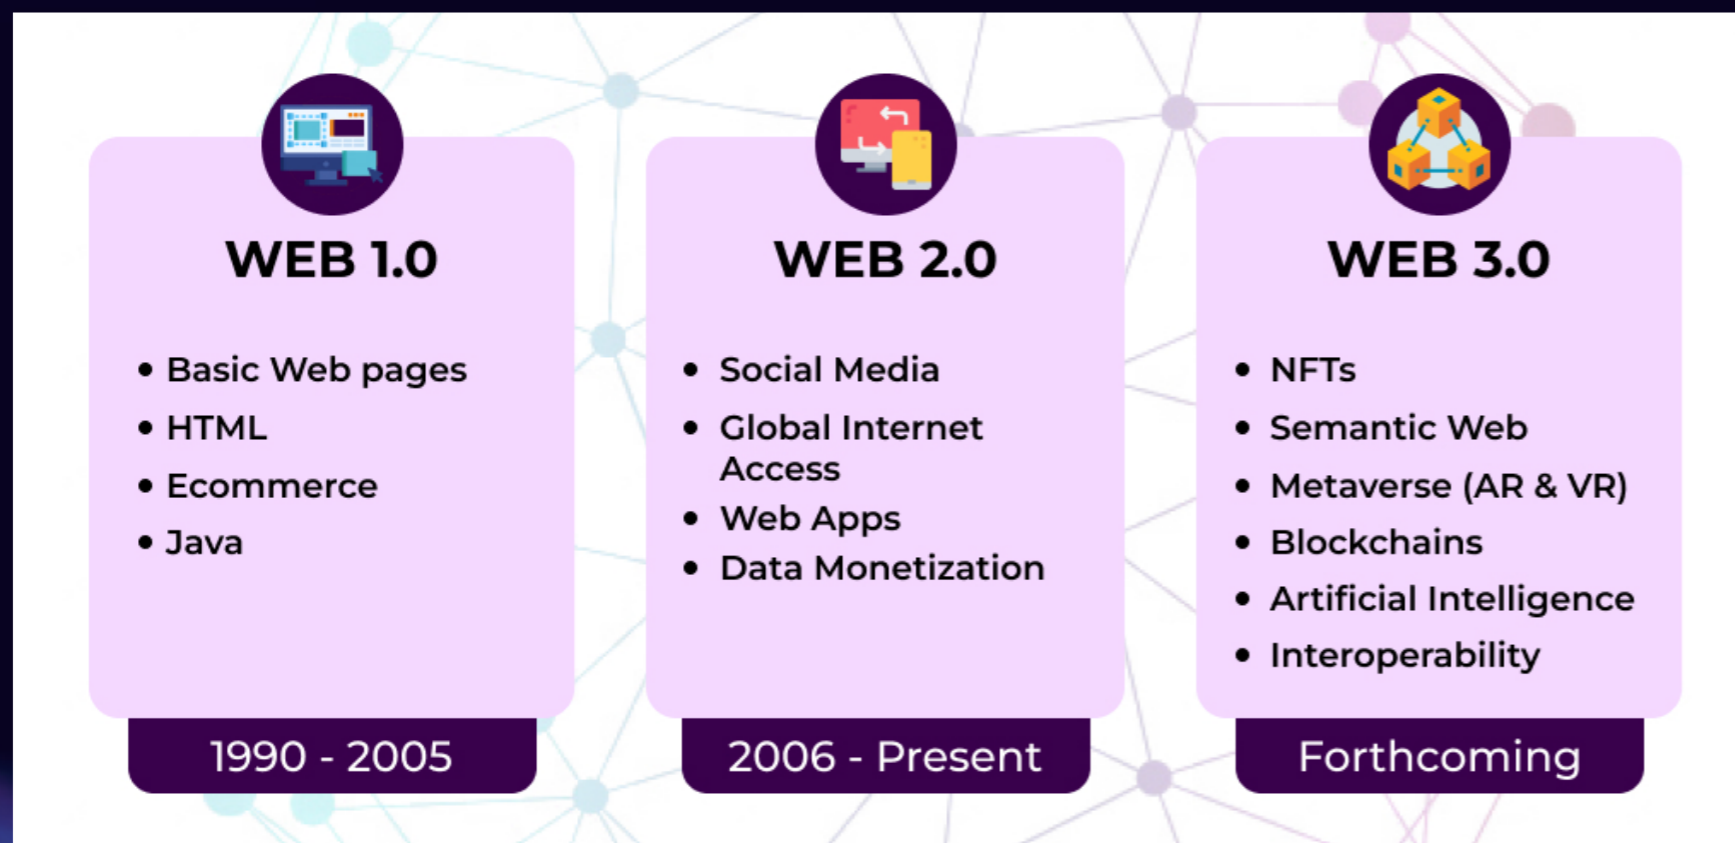 WEB 1.0
• Basic Web pages
• HTML
• Ecommerce
• Java
1990 - 2005
WEB 2.0
• Social Media
• Global Internet
Access
• Web Apps
• Data Monetization
2006 - Present
WEB 3.0
• NFTs
• Semantic Web
• Metaverse (AR & VR)
• Blockchains
• Artificial Intelligence
• Interoperability
Forthcoming